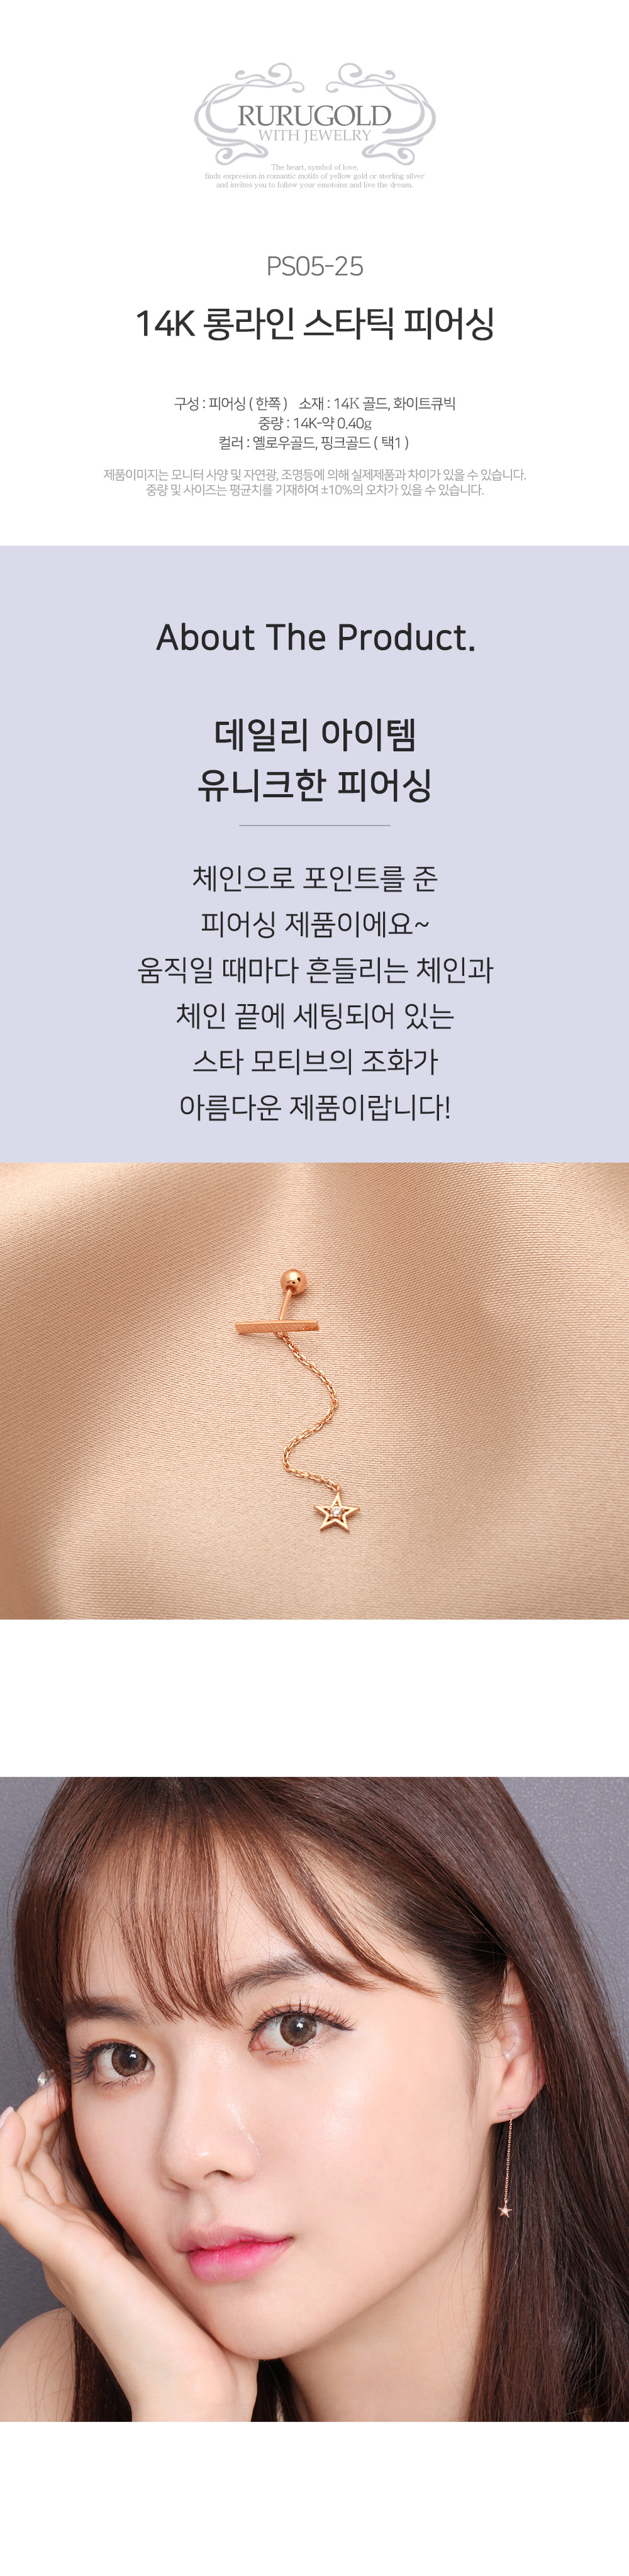 RURUGOLD
WITH JEWELRY
The heart, symbol of love,
finds expreeion in romantic motifs of yellow gold or sterling silver
and invites you to follow your emotoins and live the dream.
PS05-25
14K 롱라인 스타틱 피어싱
구성 : 피어싱 ( 한쪽 ) 소재 : 14K 골드, 화이트큐빅
중량 : 14K-약 0.40g
컬러 : 옐로우골드, 핑크골드 ( 택1 )
제품이미지는 모니터 사양 및 자연광, 조명등에 의해 실제제품과 차이가 있을 수 있습니다.
중량 및 사이즈는 평균치를 기재하여 ±10%의 오차가 있을 수 있습니다.
About The Product.
데일리 아이템
유니크한 피어싱
체인으로 포인트를 준
피어싱 제품이에요~
움직일 때마다 흔들리는 체인과
체인 끝에 세팅되어 있는
스타 모티브의 조화가
아름다운 제품이랍니다!